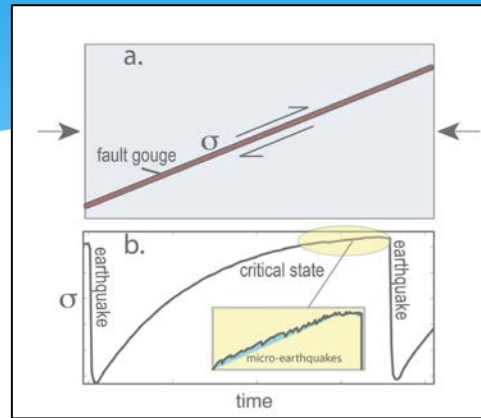 a.
σ
fault gouge
b.
σ
earthquake
critical state
earthquake
micro-earthquakes
time